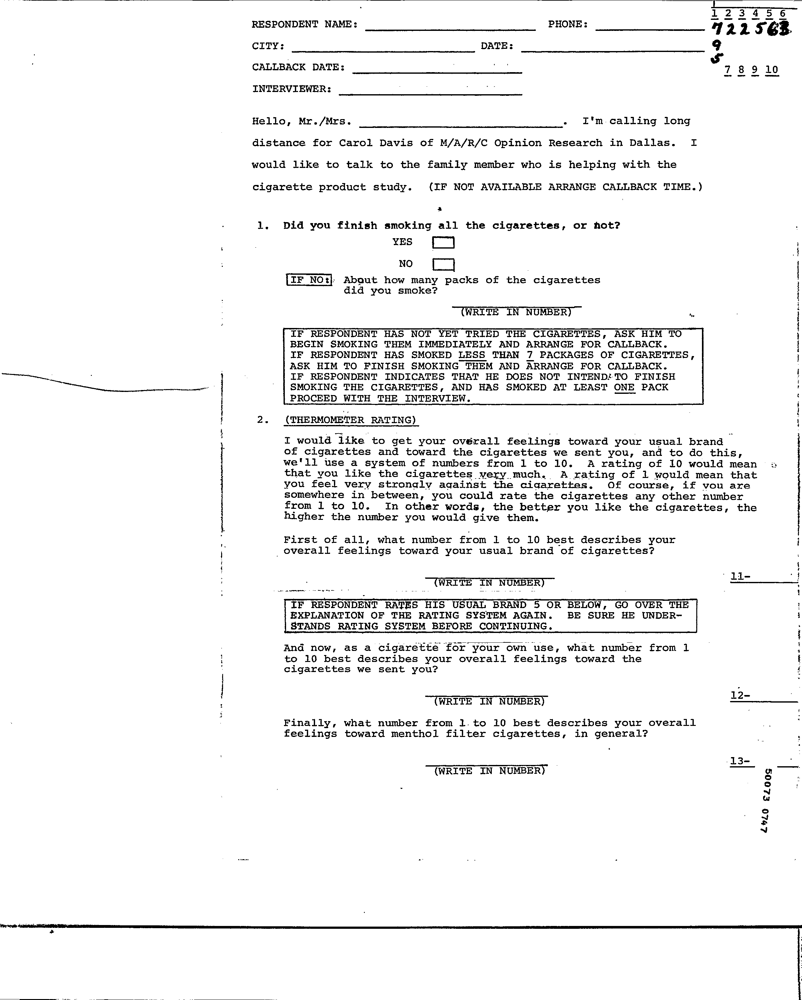 1 2 3 4 5 6
RESPONDENT NAME: PHONE: 722563
CITY: DATE: 9
5
CALLBACK DATE: 7 8 9 10
INTERVIEWER:
Hello, Mr./Mrs. . I'm calling long
distance for Carol Davis of M/A/R/C Opinion Research in Dallas. I
would like to talk to the family member who is helping with the
cigarette product study. (IF NOT AVAILABLE ARRANGE CALLBACK TIME.)
1. Did you finish smoking all the cigarettes, or not?
YES
NO
IF NO: About how many packs of the cigarettes
did you smoke?
(WRITE IN NUMBER)
IF RESPONDENT HAS NOT YET TRIED THE CIGARETTES, ASK HIM TO
BEGIN SMOKING THEM IMMEDIATELY AND ARRANGE FOR CALLBACK.
IF RESPONDENT HAS SMOKED LESS THAN 7 PACKAGES OF CIGARETTES,
ASK HIM TO FINISH SMOKING THEM AND ARRANGE FOR CALLBACK.
IF RESPONDENT INDICATES THAT HE DOES NOT INTEND TO FINISH
SMOKING THE CIGARETTES, AND HAS SMOKED AT LEAST ONE PACK
PROCEED WITH THE INTERVIEW.
2. (THERMOMETER RATING)
I would like to get your overall feelings toward your usual brand
of cigarettes and toward the cigarettes we sent you, and to do this,
we'll use a system of numbers from 1 to 10. A rating of 10 would mean
that you like the cigarettes very much. A rating of 1 would mean that
you feel very strongly against the cigarettes. Of course, if you are
somewhere in between, you could rate the cigarettes any other number
from 1 to 10. In other words, the better you like the cigarettes, the
higher the number you would give them.
First of all, what number from 1 to 10 best describes your
overall feelings toward your usual brand of cigarettes?
11-
(WRITE IN NUMBER)
IF RESPONDENT RATES HIS USUAL BRAND 5 OR BELOW, GO OVER THE
EXPLANATION OF THE RATING SYSTEM AGAIN. BE SURE HE UNDER-
STANDS RATING SYSTEM BEFORE CONTINUING.
And now, as a cigarette for your own use, what number from 1
to 10 best describes your overall feelings toward the
cigarettes we sent you?
12-
(WRITE IN NUMBER)
Finally, what number from 1 to 10 best describes your overall
feelings toward menthol filter cigarettes, in general?
13-
(WRITE IN NUMBER)
50073 0747